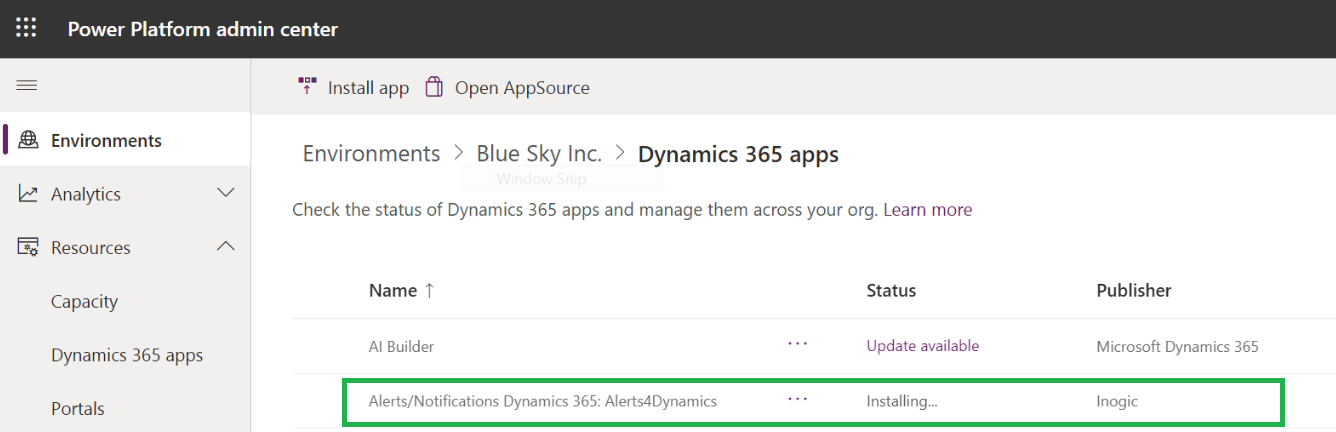 Power Platform admin center
Install app Open AppSource
Environments
Analytics
Resources
Capacity
Dynamics 365 apps
Portals
Environments > Blue Sky Inc. > Dynamics 365 apps
Window Snip
Check the status of Dynamics 365 apps and manage them across your org. Learn more
Name ↑ Status Publisher
AI Builder ... Update available Microsoft Dynamics 365
Alerts/Notifications Dynamics 365: Alerts4Dynamics ... Installing... Inogic